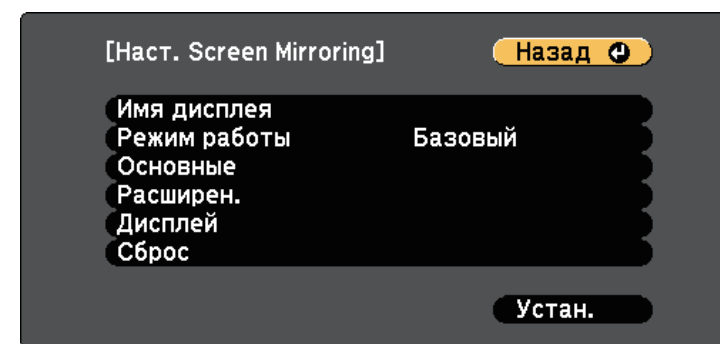 [Наст. Screen Mirroring] Назад
Имя дисплея
Режим работы Базовый
Основные
Расширен.
Дисплей
Сброс
Устан.